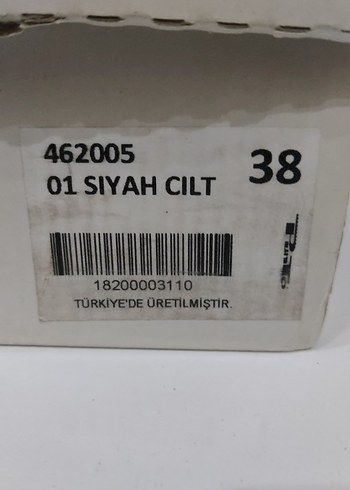 462005
38
01 SIYAH CILT
18200003110
TÜRKİYE'DE ÜRETİLMİŞTİR.